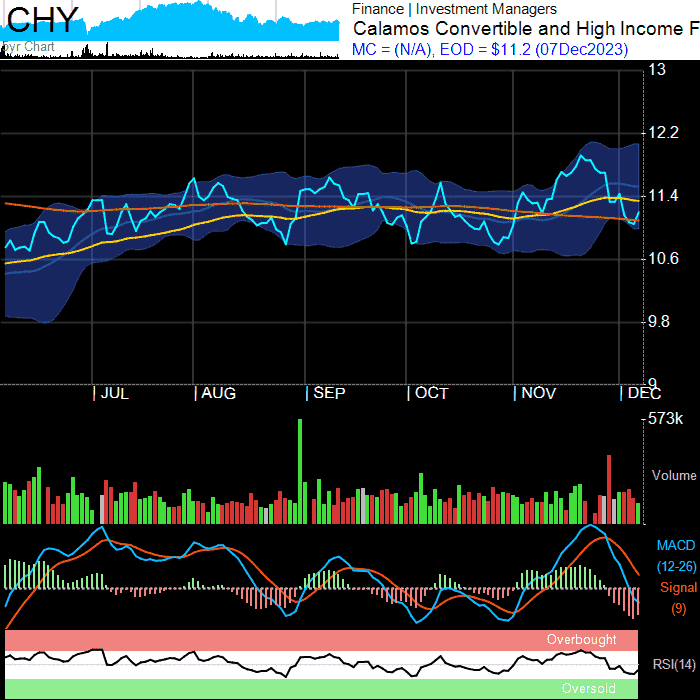 CHY
5yr Chart
Finance | Investment Managers
Calamos Convertible and High Income F
MC = (N/A), EOD = $11.2 (07Dec2023)
13
12.2
11.4
10.6
9.8
9
JUL AUG SEP OCT NOV DEC
573k
Volume
MACD
(12-26)
Signal
(9)
Overbought
RSI(14)
Oversold